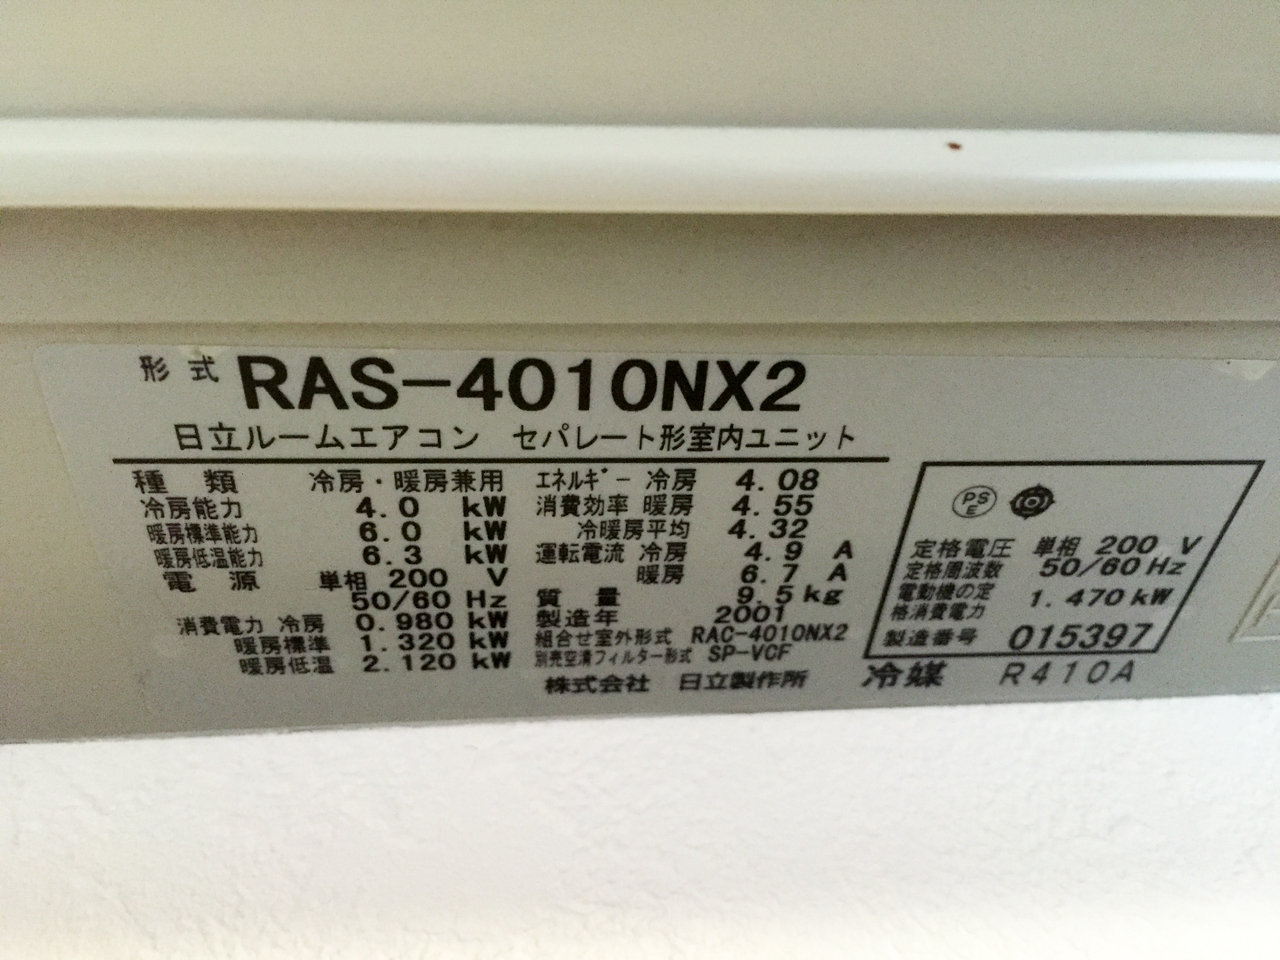 形式 RAS-4010NX2
日立ルームエアコン セパレート形室内ユニット
種類 冷房・暖房兼用
冷房能力 4.0 kW
暖房標準能力 6.0 kW
暖房低温能力 6.3 kW
電源 単相 200 V
50/60 Hz
消費電力 冷房 0.980 kW
暖房標準 1.320 kW
暖房低温 2.120 kW
エネルギー 冷房 4.08
消費効率 暖房 4.55
冷暖房平均 4.32
運転電流 冷房 4.9 A
暖房 6.7 A
質量 9.5 kg
製造年 2001
組合せ室外形式 RAC-4010NX2
別売空清フィルター形式 SP-VCF
株式会社 日立製作所
PS
E
定格電圧 単相 200 V
定格周波数 50/60 Hz
電動機の定
格消費電力 1.470 kW
製造番号 015397
冷媒 R410A